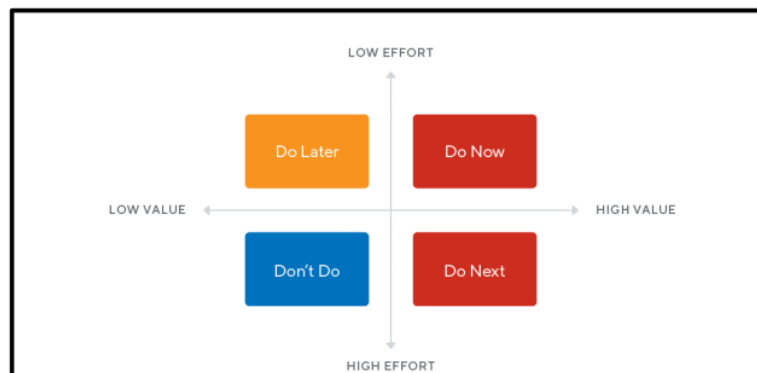 LOW EFFORT
Do Later
Do Now
LOW VALUE
HIGH VALUE
Don't Do
Do Next
HIGH EFFORT